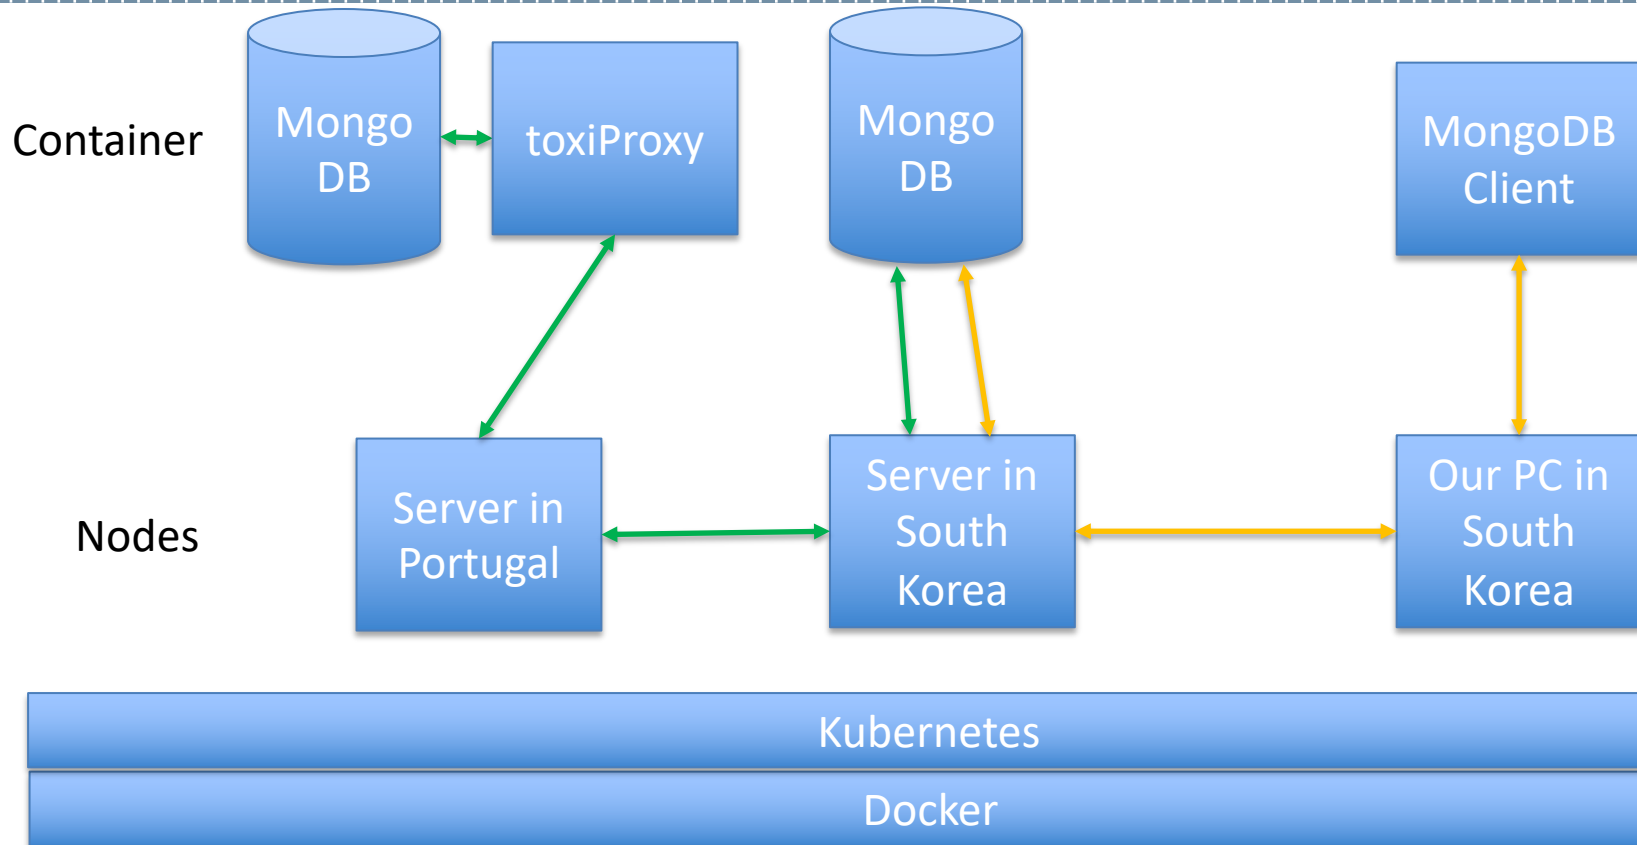 Container
Mongo
DB
toxiProxy
Mongo
DB
MongoDB
Client
Nodes
Server in
Portugal
Server in
South
Korea
Our PC in
South
Korea
Kubernetes
Docker